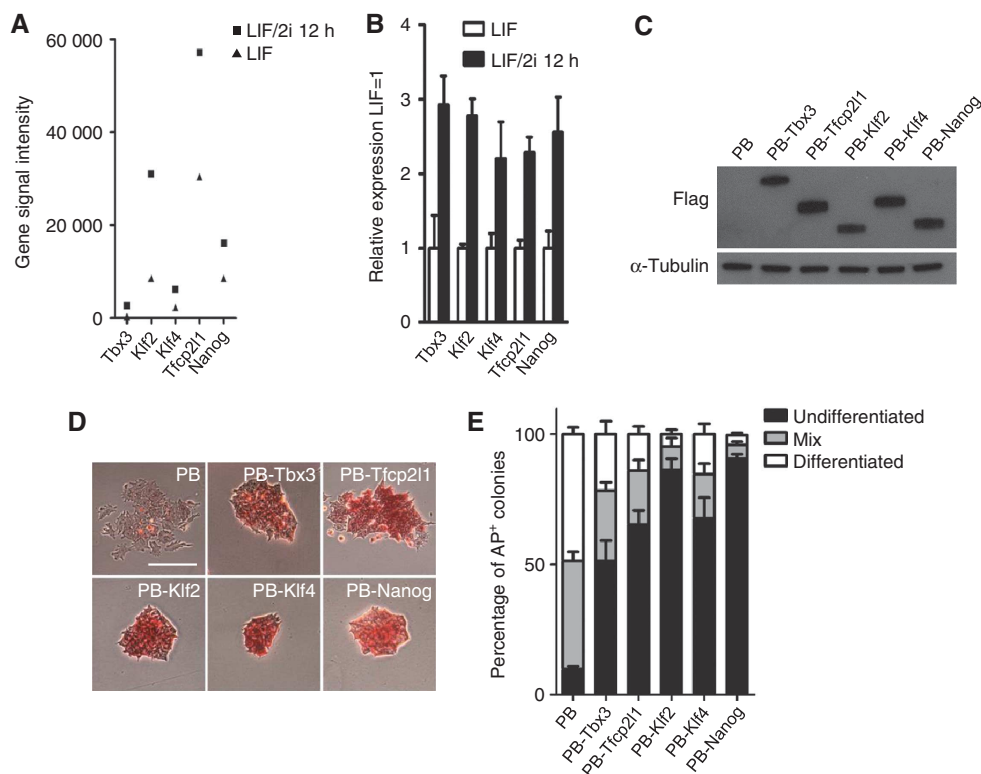 A
Gene signal intensity
60 000
40 000
20 000
0
■ LIF/2i 12 h
▲ LIF
Tbx3
Klf2
Klf4
Tfcp2l1
Nanog
B
Relative expression LIF=1
4
3
2
1
0
LIF
LIF/2i 12 h
Tbx3
Klf2
Klf4
Tfcp2l1
Nanog
C
PB
PB-Tbx3
PB-Tfcp2l1
PB-Klf2
PB-Klf4
PB-Nanog
Flag
α-Tubulin
D
PB
PB-Tbx3
PB-Tfcp2l1
PB-Klf2
PB-Klf4
PB-Nanog
E
Percentage of AP⁺ colonies
100
50
0
Undifferentiated
Mix
Differentiated
PB
PB-Tbx3
PB-Tfcp2l1
PB-Klf2
PB-Klf4
PB-Nanog